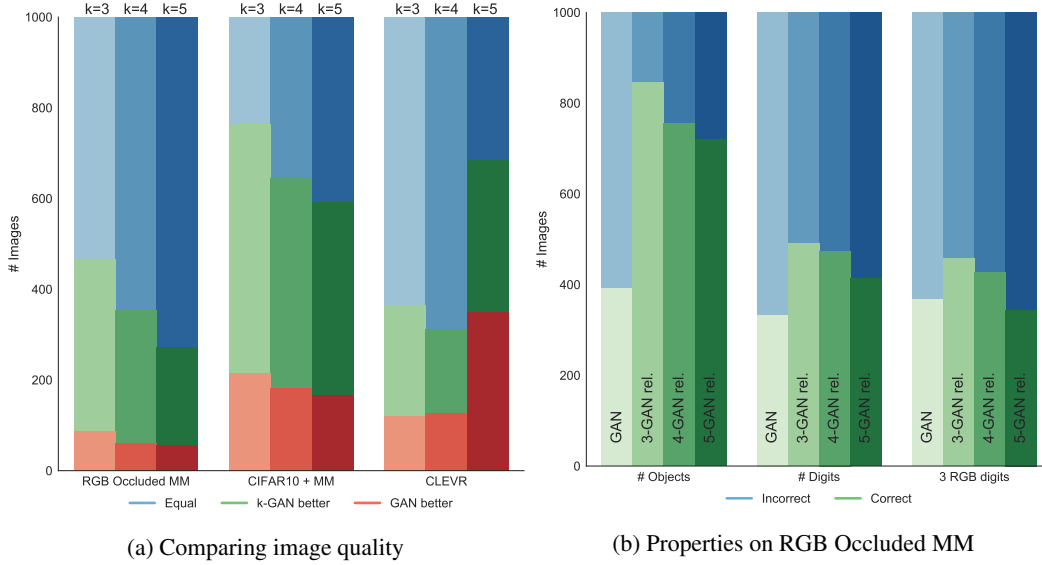 k=3 k=4 k=5 k=3 k=4 k=5 k=3 k=4 k=5
1000
800
600
400
200
0
# Images
RGB Occluded MM CIFAR10 + MM CLEVR
Equal k-GAN better GAN better
(a) Comparing image quality
1000
800
600
400
200
0
# Images
GAN 3-GAN rel. 4-GAN rel. 5-GAN rel. GAN 3-GAN rel. 4-GAN rel. 5-GAN rel. GAN 3-GAN rel. 4-GAN rel. 5-GAN rel.
# Objects # Digits 3 RGB digits
Incorrect Correct
(b) Properties on RGB Occluded MM